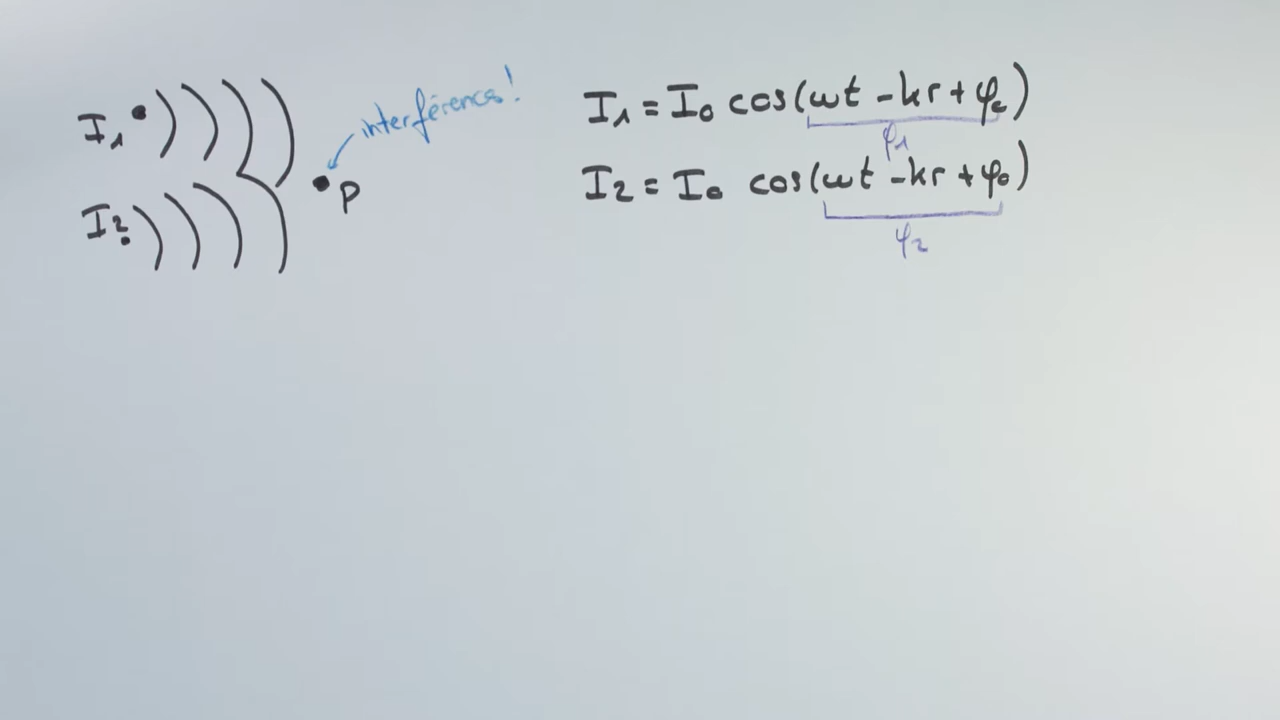 I₁
interférence!
p
I₂
I₁ = I₀ cos(ωt - kr + φ₀)
φ₁
I₂ = I₀ cos(ωt - kr + φ₀)
φ₂